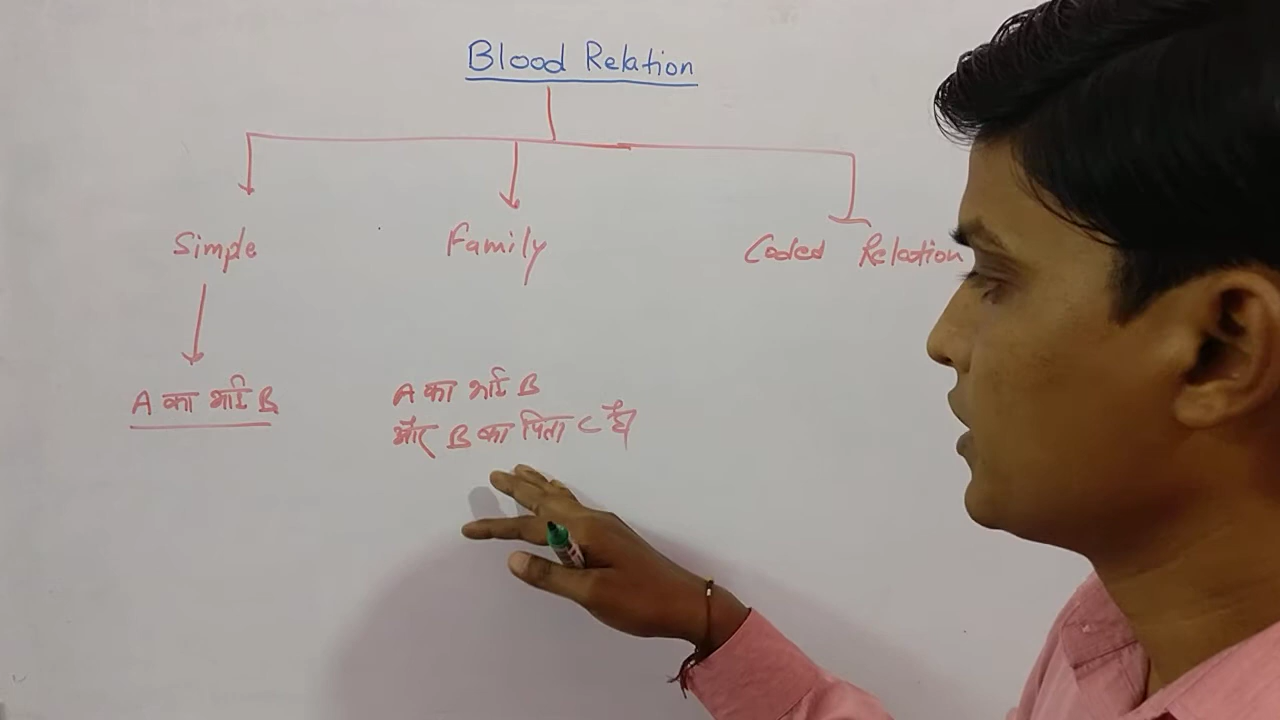 Blood Relation
Simple
Family
Coded Relation
A का भाई B
A का भाई B
और B का पिता C है।